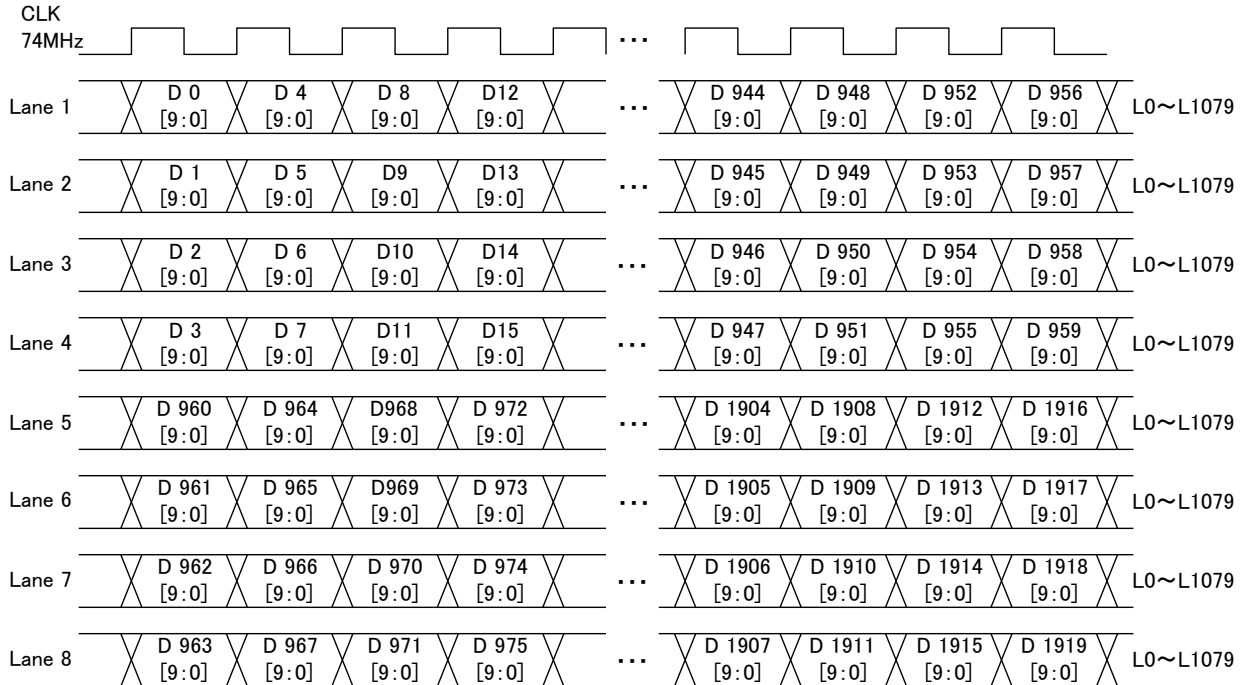 CLK
74MHz
...
Lane 1 D 0 D 4 D 8 D12 ... D 944 D 948 D 952 D 956 L0～L1079
[9:0] [9:0] [9:0] [9:0] [9:0] [9:0] [9:0] [9:0]
Lane 2 D 1 D 5 D9 D13 ... D 945 D 949 D 953 D 957 L0～L1079
[9:0] [9:0] [9:0] [9:0] [9:0] [9:0] [9:0] [9:0]
Lane 3 D 2 D 6 D10 D14 ... D 946 D 950 D 954 D 958 L0～L1079
[9:0] [9:0] [9:0] [9:0] [9:0] [9:0] [9:0] [9:0]
Lane 4 D 3 D 7 D11 D15 ... D 947 D 951 D 955 D 959 L0～L1079
[9:0] [9:0] [9:0] [9:0] [9:0] [9:0] [9:0] [9:0]
Lane 5 D 960 D 964 D968 D 972 ... D 1904 D 1908 D 1912 D 1916 L0～L1079
[9:0] [9:0] [9:0] [9:0] [9:0] [9:0] [9:0] [9:0]
Lane 6 D 961 D 965 D969 D 973 ... D 1905 D 1909 D 1913 D 1917 L0～L1079
[9:0] [9:0] [9:0] [9:0] [9:0] [9:0] [9:0] [9:0]
Lane 7 D 962 D 966 D 970 D 974 ... D 1906 D 1910 D 1914 D 1918 L0～L1079
[9:0] [9:0] [9:0] [9:0] [9:0] [9:0] [9:0] [9:0]
Lane 8 D 963 D 967 D 971 D 975 ... D 1907 D 1911 D 1915 D 1919 L0～L1079
[9:0] [9:0] [9:0] [9:0] [9:0] [9:0] [9:0] [9:0]